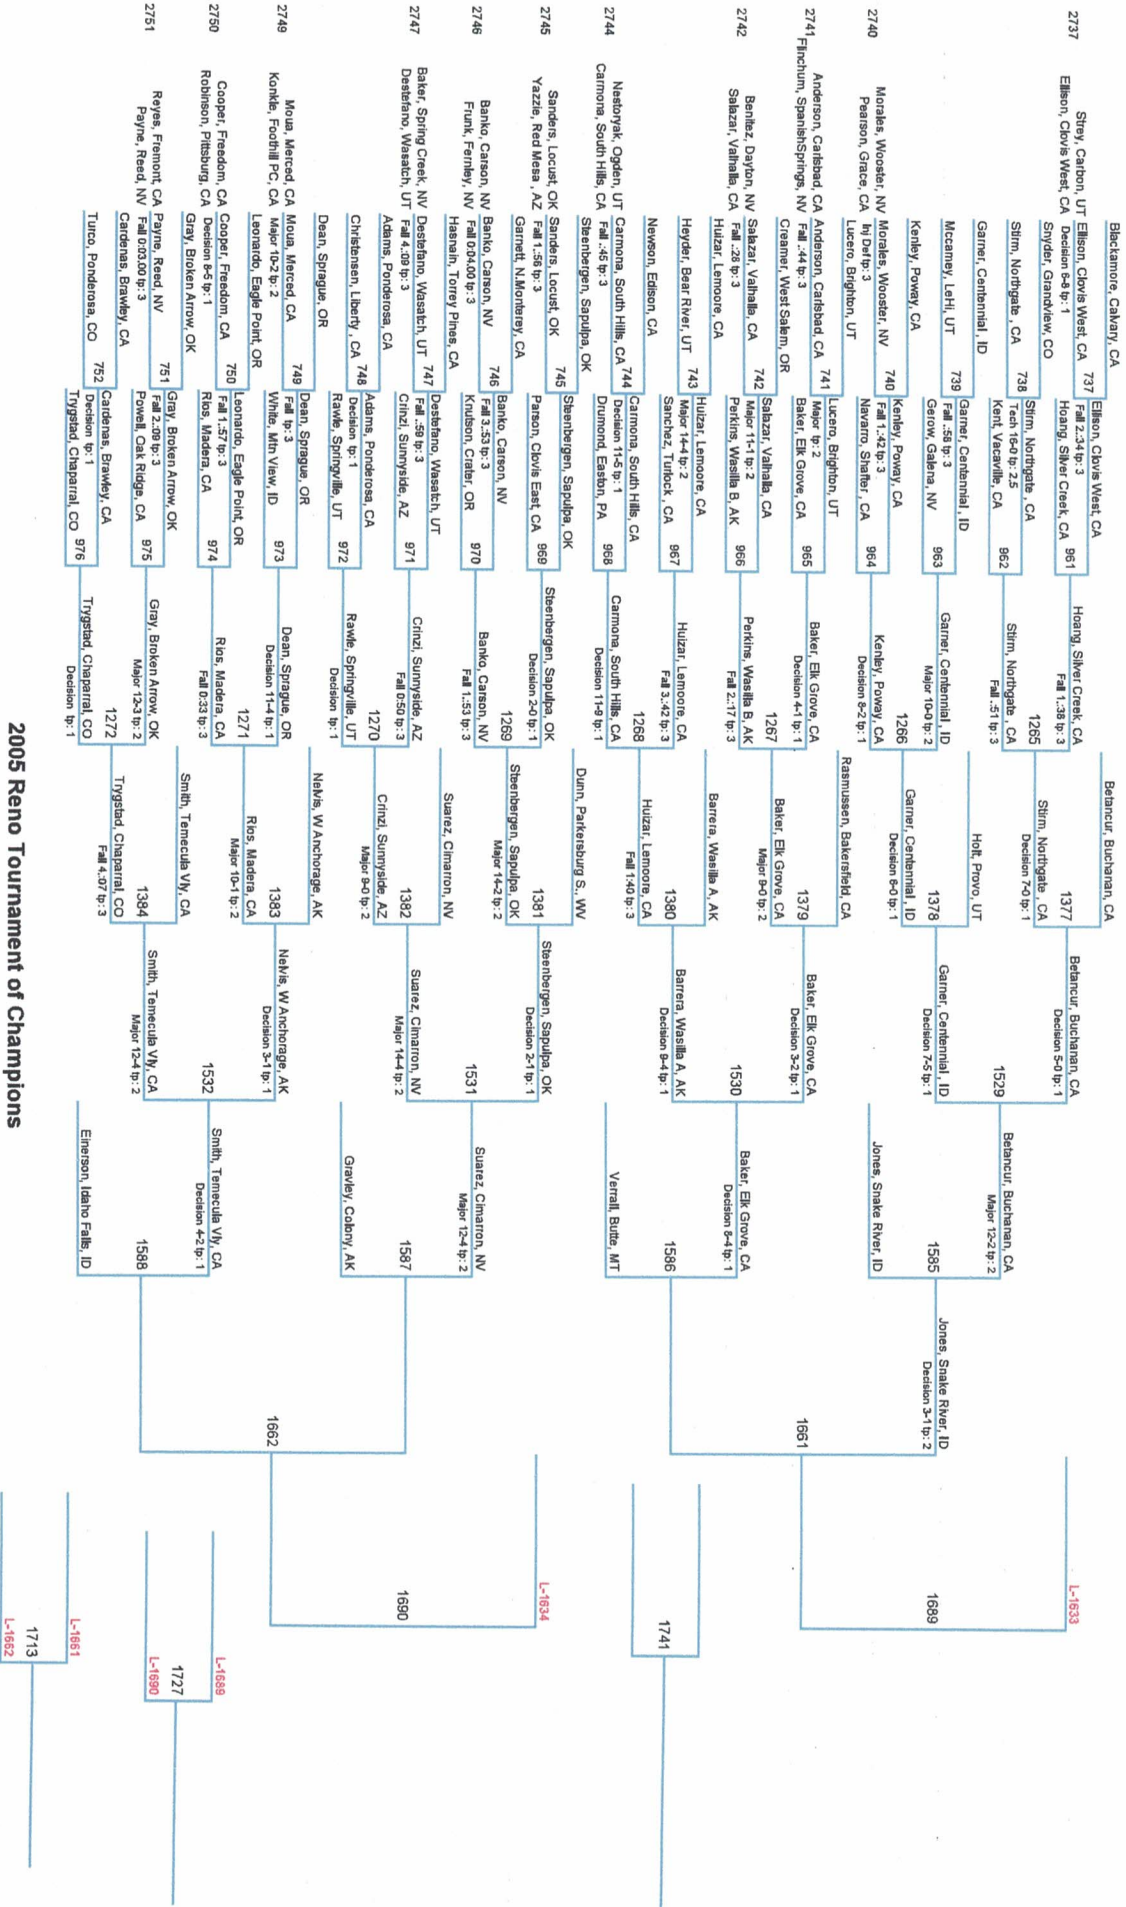 2737
2740
2741
2742
2744
2745
2746
2747
2749
2750
2751
Strey, Carbon, UT
Ellison, Clovis West, CA
Morales, Wooster, NV
Pearson, Grace, CA
Anderson, Carlsbad, CA
Flinchum, SpanishSprings, NV
Benitez, Dayton, NV
Salazar, Valhalla, CA
Nestoryak, Ogden, UT
Carmona, South Hills, CA
Sanders, Locust, OK
Yazzie, Red Mesa , AZ
Banko, Carson, NV
Frunk, Fernley, NV
Baker, Spring Creek, NV
Destefano, Wasatch, UT
Moua, Merced, CA
Konkle, Foothill PC, CA
Cooper, Freedom, CA
Robinson, Pittsburg, CA
Reyes, Fremont, CA
Payne, Reed, NV
Blackamore, Calvary, CA
737
Ellison, Clovis West, CA
Decision 6-8 tp: 1
Snyder, Grandview, CO
738
Stirm, Northgate , CA
Mccamey, LeHi, UT
739
Garner, Centennial , ID
Kenley, Poway, CA
740
Morales, Wooster, NV
Inj Def tp: 3
Lucero, Brighton, UT
741
Anderson, Carlsbad, CA
Fall .:44 tp: 3
Creamer, West Salem, OR
742
Salazar, Valhalla, CA
Fall .:28 tp: 3
Huizar, Lemoore, CA
743
Heyder, Bear River, UT
Newson, Edison, CA
744
Carmona, South Hills, CA
Fall .:45 tp: 3
Steenbergen, Sapulpa, OK
745
Sanders, Locust, OK
Fall 1.:56 tp: 3
Garnett, N.Monterey, CA
746
Banko, Carson, NV
Fall 0:04.00 tp: 3
Hasnain, Torrey Pines, CA
747
Destefano, Wasatch, UT
Fall 4.:09 tp: 3
Adams, Ponderosa, CA
748
Christensen, Liberty , CA
Dean, Sprague, OR
749
Moua, Merced, CA
Major 10-2 tp: 2
Leonardo, Eagle Point, OR
750
Cooper, Freedom, CA
Decision 8-5 tp: 1
Gray, Broken Arrow, OK
751
Payne, Reed, NV
Fall 0:03.00 tp: 3
Cardenas, Brawley, CA
752
Turco, Ponderosa, CO
Ellison, Clovis West, CA
Fall 2.:34 tp: 3
961
Hoang, Silver Creek, CA
Stirm, Northgate , CA
Tech 16-0 tp: 2.5
962
Kent, Vacaville, CA
Garner, Centennial , ID
Fall .:56 tp: 3
963
Gerow, Galena, NV
Kenley, Poway, CA
Fall 1.:42 tp: 3
964
Navarro, Shafter , CA
Lucero, Brighton, UT
Major tp: 2
965
Baker, Elk Grove, CA
Salazar, Valhalla, CA
Major 11-1 tp: 2
966
Perkins, Wasilla B, AK
Huizar, Lemoore, CA
Major 14-4 tp: 2
967
Sanchez, Turlock , CA
Carmona, South Hills, CA
Decision 11-5 tp: 1
968
Drumond, Easton, PA
Steenbergen, Sapulpa, OK
969
Parson, Clovis East, CA
Banko, Carson, NV
Fall 3.:53 tp: 3
970
Knutson, Crater, OR
Destefano, Wasatch, UT
Fall .:59 tp: 3
971
Crinzi, Sunnyside, AZ
Adams, Ponderosa, CA
Decision tp: 1
972
Rawle, Springville, UT
Dean, Sprague, OR
Fall tp: 3
973
White, Mtn View, ID
Leonardo, Eagle Point, OR
Fall 1.:57 tp: 3
974
Rios, Madera, CA
Gray, Broken Arrow, OK
Fall 2.:09 tp: 3
975
Powell, Oak Ridge, CA
Cardenas, Brawley, CA
Decision tp: 1
976
Trygstad, Chaparral, CO
Hoang, Silver Creek, CA
Fall 1.:38 tp: 3
1265
Stirm, Northgate , CA
Fall .:51 tp: 3
Garner, Centennial , ID
Major 10-0 tp: 2
1266
Kenley, Poway, CA
Decision 8-2 tp: 1
Baker, Elk Grove, CA
Decision 4-1 tp: 1
1267
Perkins, Wasilla B, AK
Fall 2.:17 tp: 3
Huizar, Lemoore, CA
Fall 3.:42 tp: 3
1268
Carmona, South Hills, CA
Decision 11-9 tp: 1
Steenbergen, Sapulpa, OK
Decision 2-0 tp: 1
1269
Banko, Carson, NV
Fall 1.:53 tp: 3
Crinzi, Sunnyside, AZ
Fall 0:50 tp: 3
1270
Rawle, Springville, UT
Decision tp: 1
Dean, Sprague, OR
Decision 11-4 tp: 1
1271
Rios, Madera, CA
Fall 0:33 tp: 3
Gray, Broken Arrow, OK
Major 12-3 tp: 2
1272
Trygstad, Chaparral, CO
Decision tp: 1
Betancur, Buchanan, CA
1377
Stirm, Northgate , CA
Decision 7-0 tp: 1
Holt, Provo, UT
1378
Garner, Centennial , ID
Decision 6-0 tp: 1
Rasmussen, Bakersfield, CA
1379
Baker, Elk Grove, CA
Major 9-0 tp: 2
Barrera, Wasilla A, AK
1380
Huizar, Lemoore, CA
Fall 1:40 tp: 3
Dunn, Parkersburg S., WV
1381
Steenbergen, Sapulpa, OK
Major 14-2 tp: 2
Suarez, Cimarron, NV
1382
Crinzi, Sunnyside, AZ
Major 8-0 tp: 2
Nelvis, W Anchorage, AK
1383
Rios, Madera, CA
Major 10-1 tp: 2
Smith, Temecula Vly, CA
1384
Trygstad, Chaparral, CO
Fall 4.:07 tp: 3
Betancur, Buchanan, CA
Decision 5-0 tp: 1
1529
Garner, Centennial , ID
Decision 7-5 tp: 1
Baker, Elk Grove, CA
Decision 3-2 tp: 1
1530
Barrera, Wasilla A, AK
Decision 9-4 tp: 1
Steenbergen, Sapulpa, OK
Decision 2-1 tp: 1
1531
Suarez, Cimarron, NV
Major 14-4 tp: 2
Nelvis, W Anchorage, AK
Decision 3-1 tp: 1
1532
Smith, Temecula Vly, CA
Major 12-4 tp: 2
Betancur, Buchanan, CA
Major 12-2 tp: 2
1585
Jones, Snake River, ID
Baker, Elk Grove, CA
Decision 8-4 tp: 1
1586
Verrall, Butte, MT
Suarez, Cimarron, NV
Major 12-4 tp: 2
1587
Gravley, Colony, AK
Smith, Temecula Vly, CA
Decision 4-2 tp: 1
1588
Einerson, Idaho Falls, ID
Jones, Snake River, ID
Decision 3-1 tp: 2
1661
1662
L-1633
1689
L-1634
1690
1741
L-1689
1727
L-1690
L-1661
1713
L-1662
2005 Reno Tournament of Champions